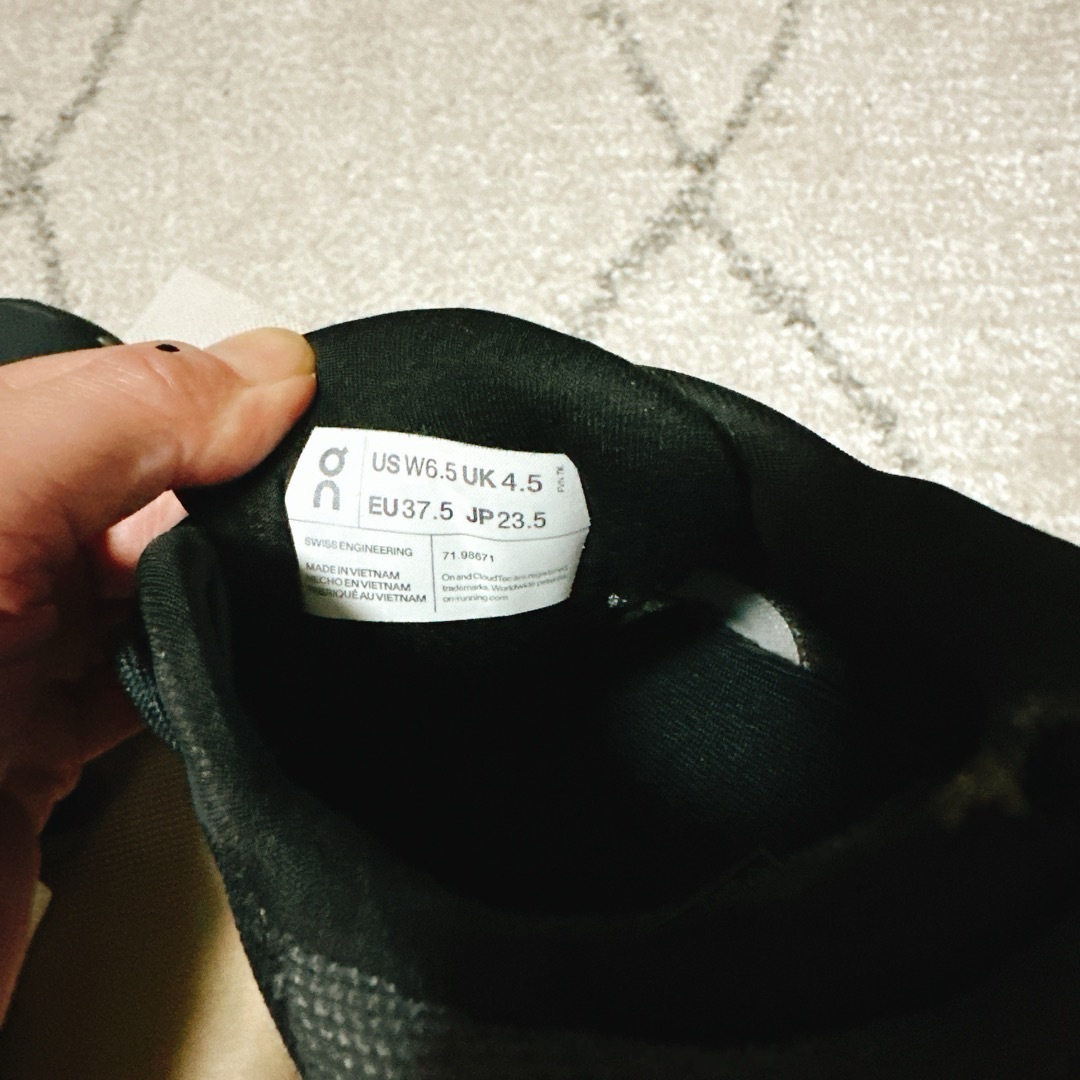 On
US W6.5 UK 4.5
EU 37.5 JP 23.5
SWISS ENGINEERING
71.98671
MADE IN VIETNAM
HECHO EN VIETNAM
FABRIQUÉ AU VIETNAM
On and CloudTec are registered
trademarks. Worldwide patents
on-running.com